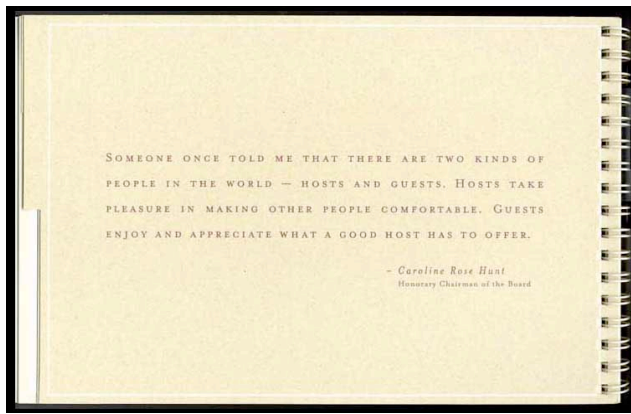 SOMEONE ONCE TOLD ME THAT THERE ARE TWO KINDS OF
PEOPLE IN THE WORLD — HOSTS AND GUESTS. HOSTS TAKE
PLEASURE IN MAKING OTHER PEOPLE COMFORTABLE. GUESTS
ENJOY AND APPRECIATE WHAT A GOOD HOST HAS TO OFFER.
– Caroline Rose Hunt
Honorary Chairman of the Board